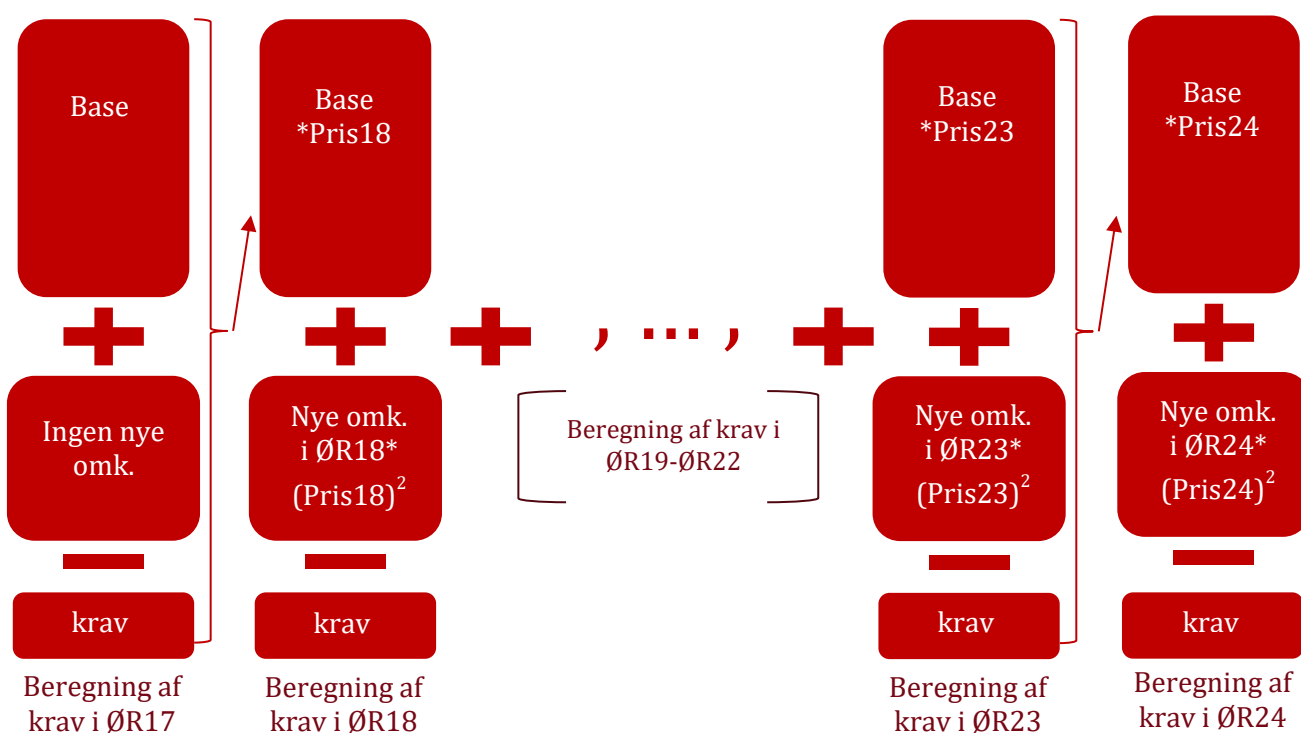 Base
Ingen nye
omk.
krav
Beregning af
krav i ØR17
Base
*Pris18
Nye omk.
i ØR18*
(Pris18)²
krav
Beregning af
krav i ØR18
, ... ,
Beregning af krav i
ØR19-ØR22
Base
*Pris23
Nye omk.
i ØR23*
(Pris23)²
krav
Beregning af
krav i ØR23
Base
*Pris24
Nye omk.
i ØR24*
(Pris24)²
krav
Beregning af
krav i ØR24